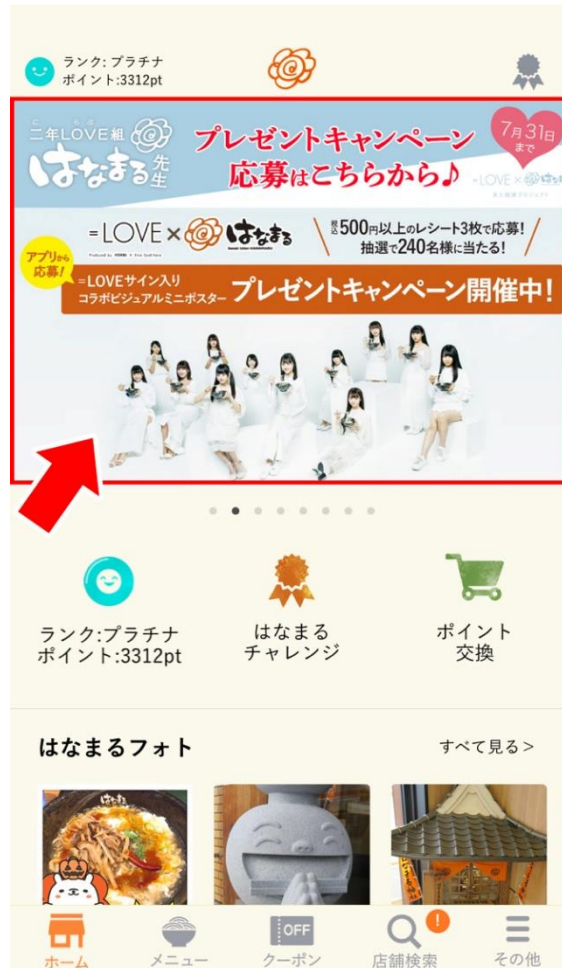 ランク: プラチナ
ポイント:3312pt
二年LOVE組
はなまる先生
プレゼントキャンペーン
応募はこちらから♪
7月31日
まで
=LOVE×
=LOVE×はなまる
税込500円以上のレシート3枚で応募!
抽選で240名様に当たる!
アプリから
応募!
=LOVEサイン入り
コラボビジュアルミニポスター
プレゼントキャンペーン開催中!
ランク:プラチナ
ポイント:3312pt
はなまる
チャレンジ
ポイント
交換
はなまるフォト
すべて見る>
OFF
!
ホーム
メニュー
クーポン
店舗検索
その他